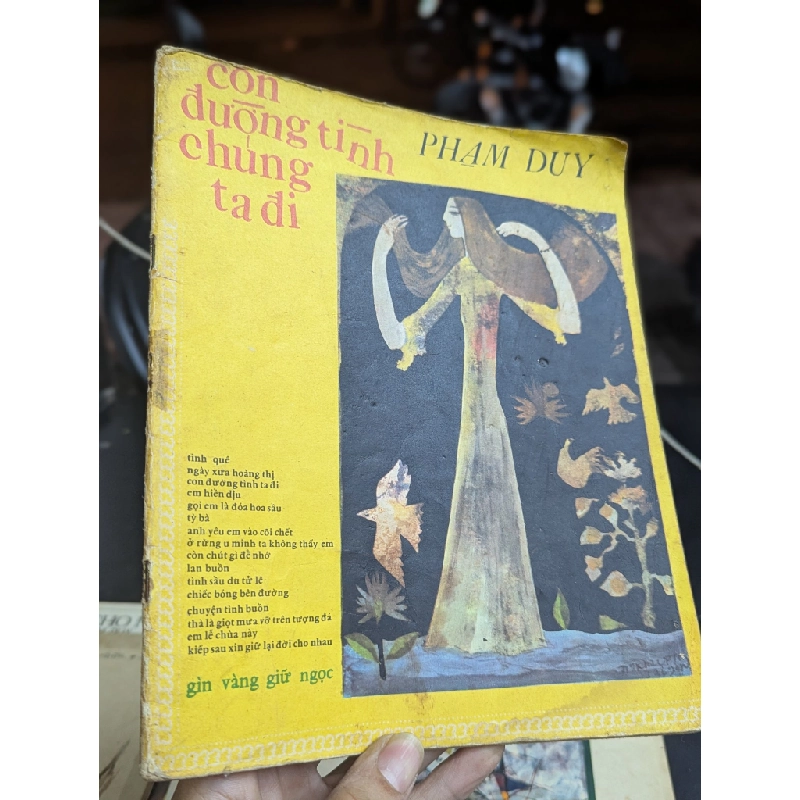 con
đường tình
chúng
ta đi
PHẠM DUY
tình quê
ngày xưa hoàng thị
con đường tình ta đi
em hiền dịu
gọi em là đóa hoa sầu
tỳ bà
anh yêu em vào cõi chết
ở rừng u minh ta không thấy em
còn chút gì để nhớ
lan buồn
tình sầu du tử lê
chiếc bóng bên đường
chuyện tình buồn
thà là giọt mưa vỡ trên tượng đá
em lễ chùa này
kiếp sau xin giữ lại đời cho nhau
gìn vàng giữ ngọc